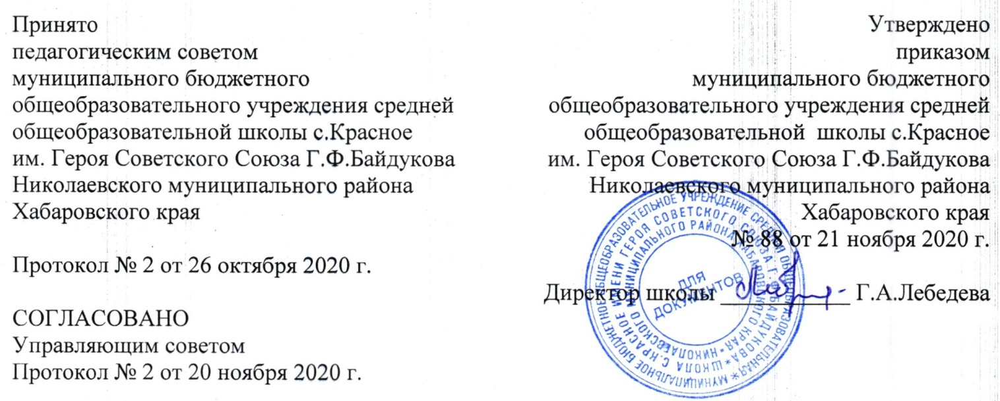 Принято
педагогическим советом
муниципального бюджетного
общеобразовательного учреждения средней
общеобразовательной школы с.Красное
им. Героя Советского Союза Г.Ф.Байдукова
Николаевского муниципального района
Хабаровского края
Протокол № 2 от 26 октября 2020 г.
СОГЛАСОВАНО
Управляющим советом
Протокол № 2 от 20 ноября 2020 г.
Утверждено
приказом
муниципального бюджетного
общеобразовательного учреждения средней
общеобразовательной школы с.Красное
им. Героя Советского Союза Г.Ф.Байдукова
Николаевского муниципального района
Хабаровского края
№ 88 от 21 ноября 2020 г.
Директор школы ____________ Г.А.Лебедева
МУНИЦИПАЛЬНОЕ БЮДЖЕТНОЕ ОБЩЕОБРАЗОВАТЕЛЬНОЕ УЧРЕЖДЕНИЕ СРЕДНЯЯ ОБЩЕОБРАЗОВАТЕЛЬНАЯ *
ШКОЛА С.КРАСНОЕ ИМЕНИ ГЕРОЯ СОВЕТСКОГО СОЮЗА Г.Ф.БАЙДУКОВА *
НИКОЛАЕВСКОГО МУНИЦИПАЛЬНОГО РАЙОНА ХАБАРОВСКОГО КРАЯ *
ДЛЯ
ДОКУМЕНТОВ